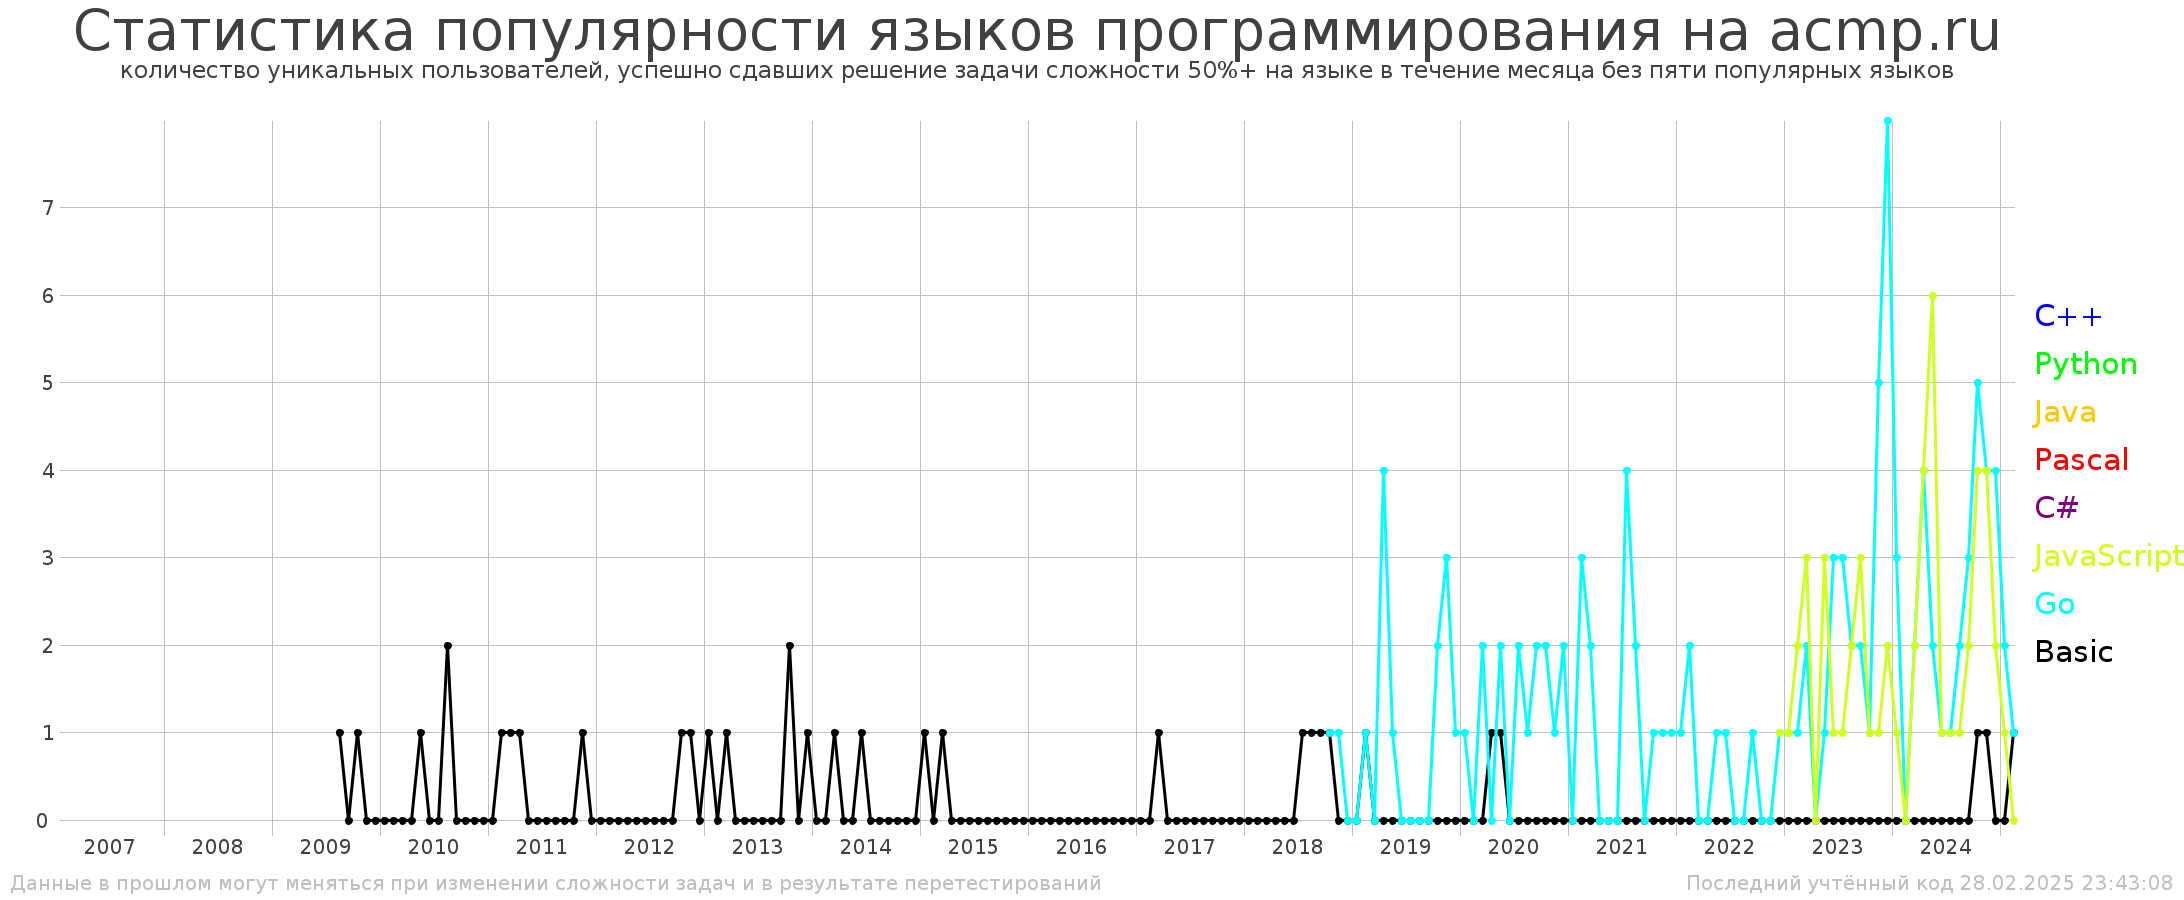 Статистика популярности языков программирования на acmp.ru
количество уникальных пользователей, успешно сдавших решение задачи сложности 50%+ на языке в течение месяца без пяти популярных языков
7
6
5
4
3
2
1
0
C++
Python
Java
Pascal
C#
JavaScript
Go
Basic
2007 2008 2009 2010 2011 2012 2013 2014 2015 2016 2017 2018 2019 2020 2021 2022 2023 2024
Данные в прошлом могут меняться при изменении сложности задач и в результате перетестирований
Последний учтённый код 28.02.2025 23:43:08